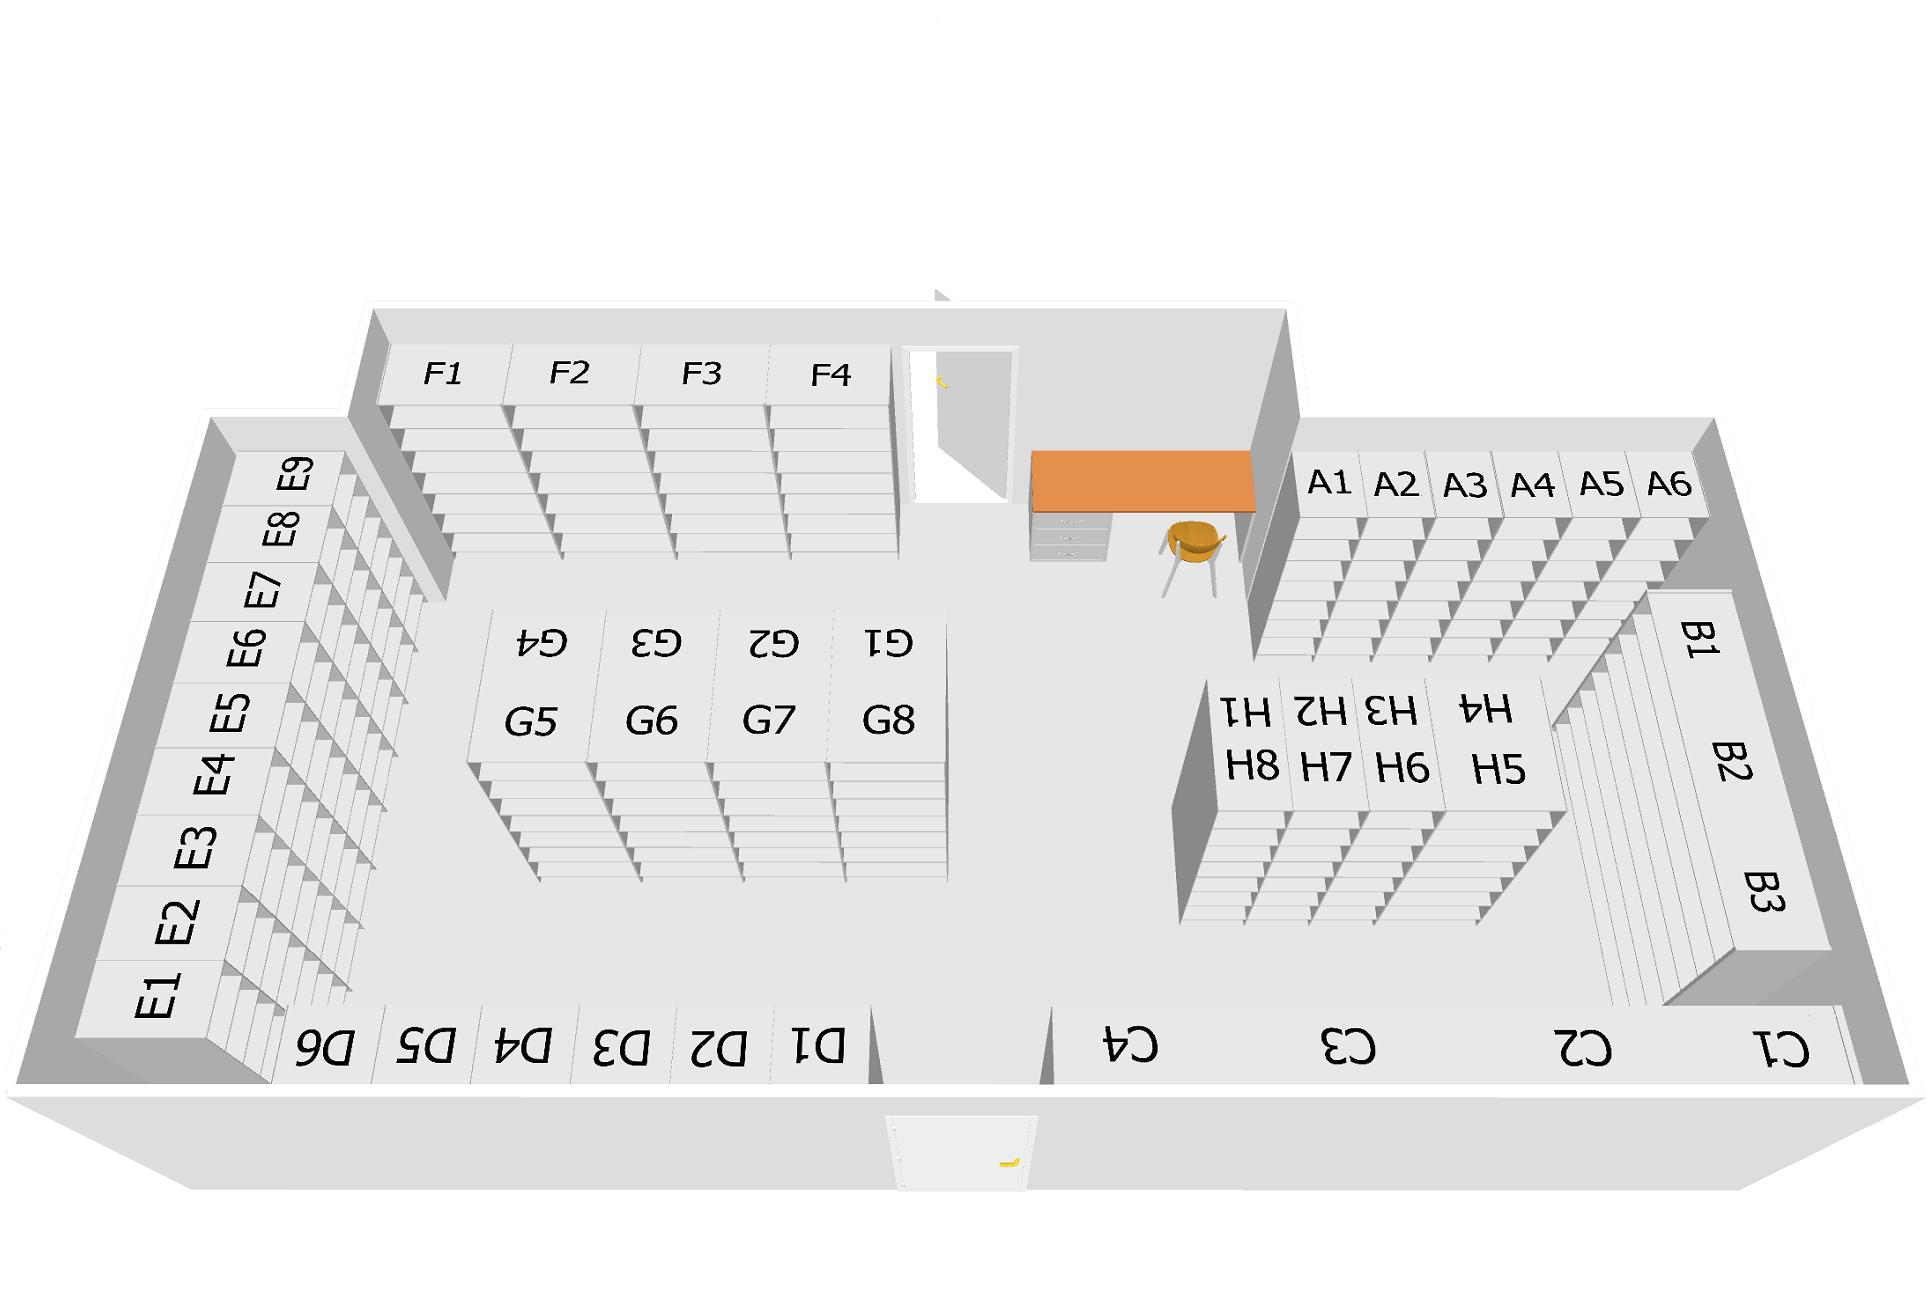 F1 F2 F3 F4
A1 A2 A3 A4 A5 A6
E9
E8
E7
E6
E5
E4
E3
E2
E1
G4 G3 G2 G1
G5 G6 G7 G8
B1
B2
B3
H1 H2 H3 H4
H8 H7 H6 H5
D6 D5 D4 D3 D2 D1
C4 C3 C2 C1